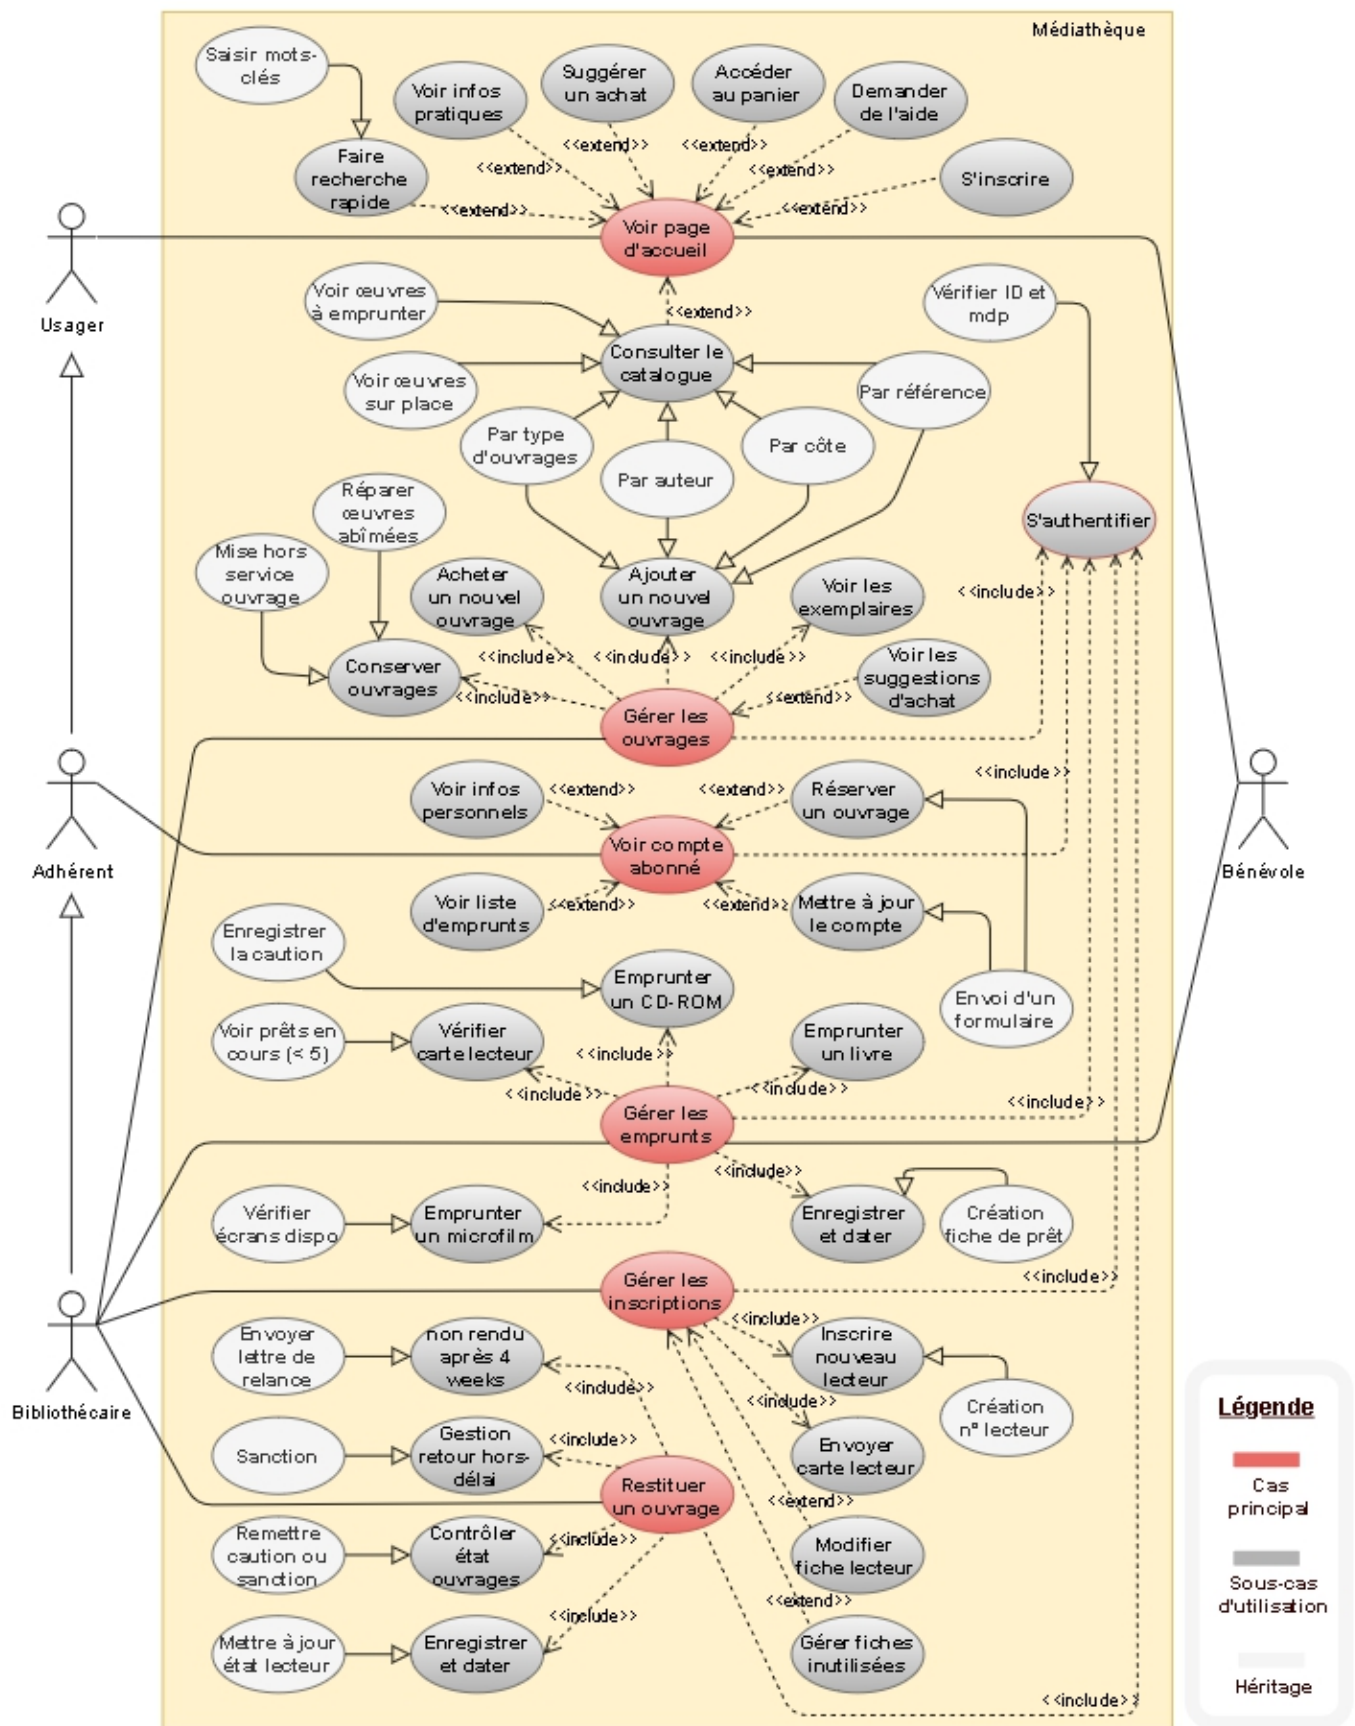 Médiathèque
Saisir mots-
clés
Voir infos
pratiques
Suggérer
un achat
Accéder
au panier
Demander
de l'aide
<<extend>>
<<extend>>
<<extend>>
<<extend>>
Faire
recherche
rapide
S'inscrire
<<extend>>
<<extend>>
Voir page
d'accueil
Usager
Voir œuvres
à emprunter
<<extend>>
Vérifier ID et
mdp
Consulter le
catalogue
Voir œuvres
sur place
Par référence
Par type
d'ouvrages
Par auteur
Par côte
Réparer
œuvres
abîmées
S'authentifier
Mise hors
service
ouvrage
Acheter
un nouvel
ouvrage
Ajouter
un nouvel
ouvrage
Voir les
exemplaires
<<include>>
<<include>>
<<include>>
<<include>>
Conserver
ouvrages
<<include>>
Voir les
suggestions
d'achat
<<extend>>
Gérer les
ouvrages
<<include>>
Voir infos
personnels
<<extend>>
<<extend>>
Réserver
un ouvrage
Voir compte
abonné
Adhérent
Bénévole
Voir liste
d'emprunts
<<extend>>
<<extend>>
Mettre à jour
le compte
Enregistrer
la caution
Emprunter
un CD-ROM
Envoi d'un
formulaire
Voir prêts en
cours (< 5)
Vérifier
carte lecteur
<<include>>
Emprunter
un livre
<<include>>
<<include>>
<<include>>
Gérer les
emprunts
<<include>>
<<include>>
Vérifier
écrans dispo
Emprunter
un microfilm
Enregistrer
et dater
Création
fiche de prêt
Gérer les
inscriptions
<<include>>
<<include>>
Envoyer
lettre de
relance
non rendu
après 4
weeks
Inscrire
nouveau
lecteur
<<include>>
<<include>>
Création
n° lecteur
Bibliothécaire
Sanction
Gestion
retour hors-
délai
<<include>>
Envoyer
carte lecteur
Restituer
un ouvrage
<<extend>>
Remettre
caution ou
sanction
Contrôler
état
ouvrages
<<include>>
Modifier
fiche lecteur
<<extend>>
<<include>>
Mettre à jour
état lecteur
Enregistrer
et dater
Gérer fiches
inutilisées
<<include>>
Légende
Cas
principal
Sous-cas
d'utilisation
Héritage